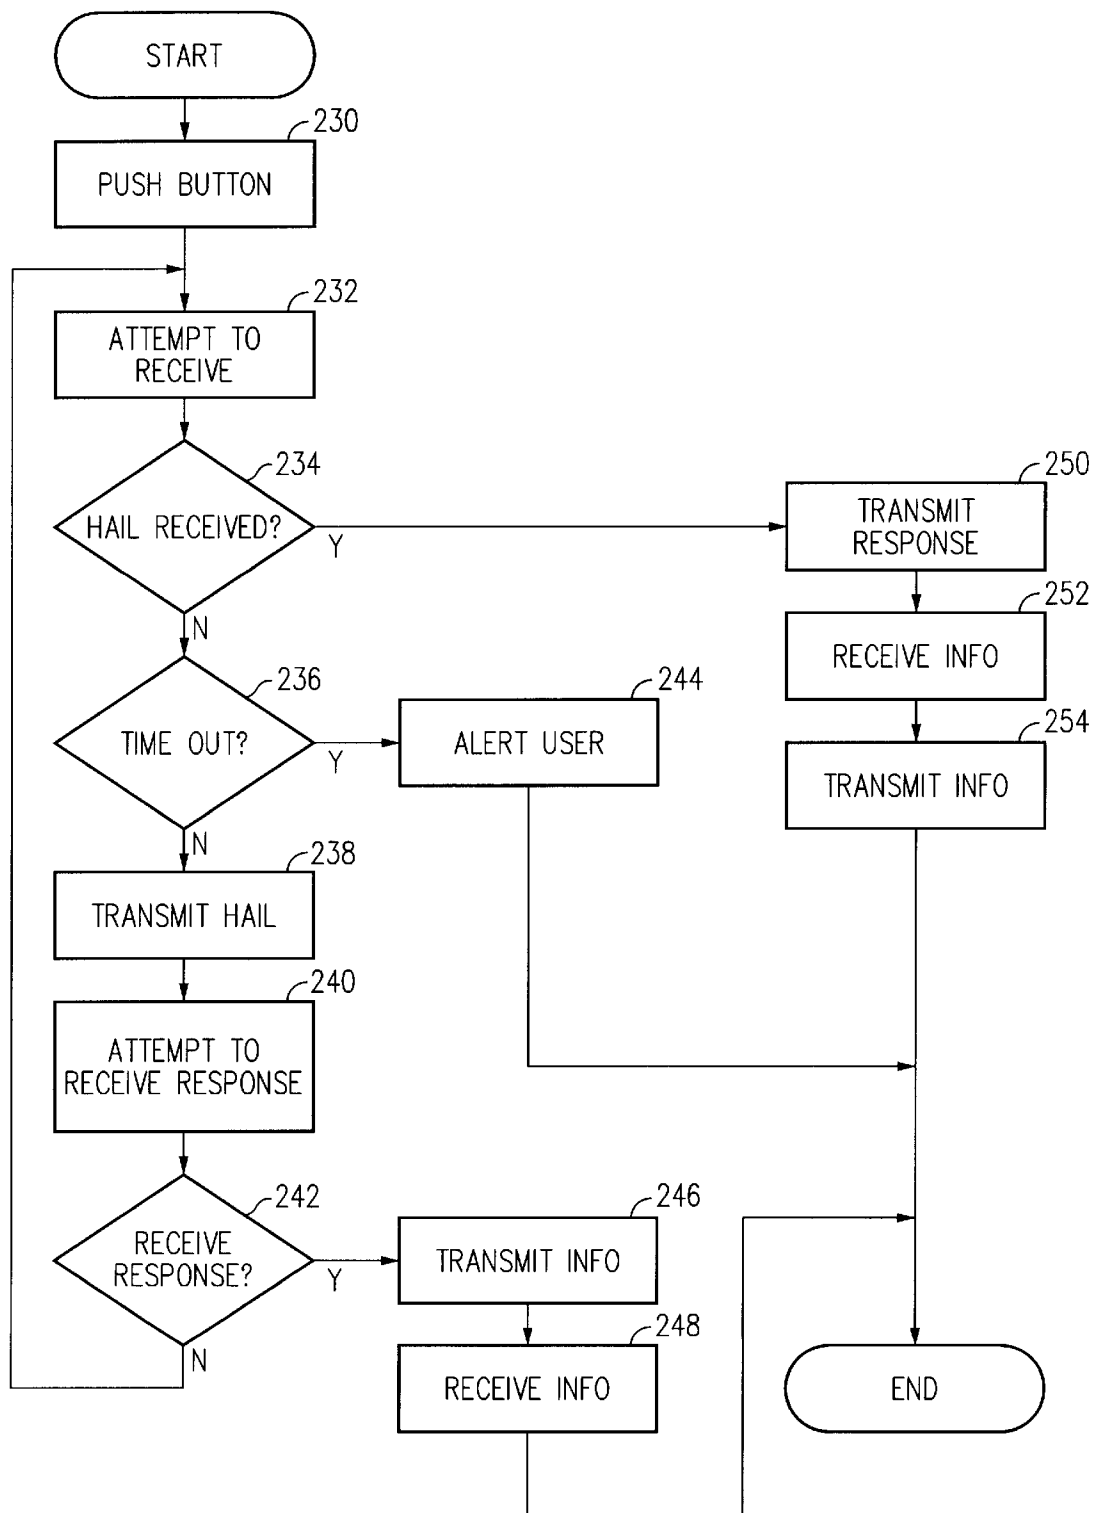 START
230
PUSH BUTTON
232
ATTEMPT TO
RECEIVE
234
HAIL RECEIVED?
Y
N
250
TRANSMIT
RESPONSE
252
RECEIVE INFO
254
TRANSMIT INFO
236
TIME OUT?
Y
N
244
ALERT USER
238
TRANSMIT HAIL
240
ATTEMPT TO
RECEIVE RESPONSE
242
RECEIVE
RESPONSE?
Y
N
246
TRANSMIT INFO
248
RECEIVE INFO
END